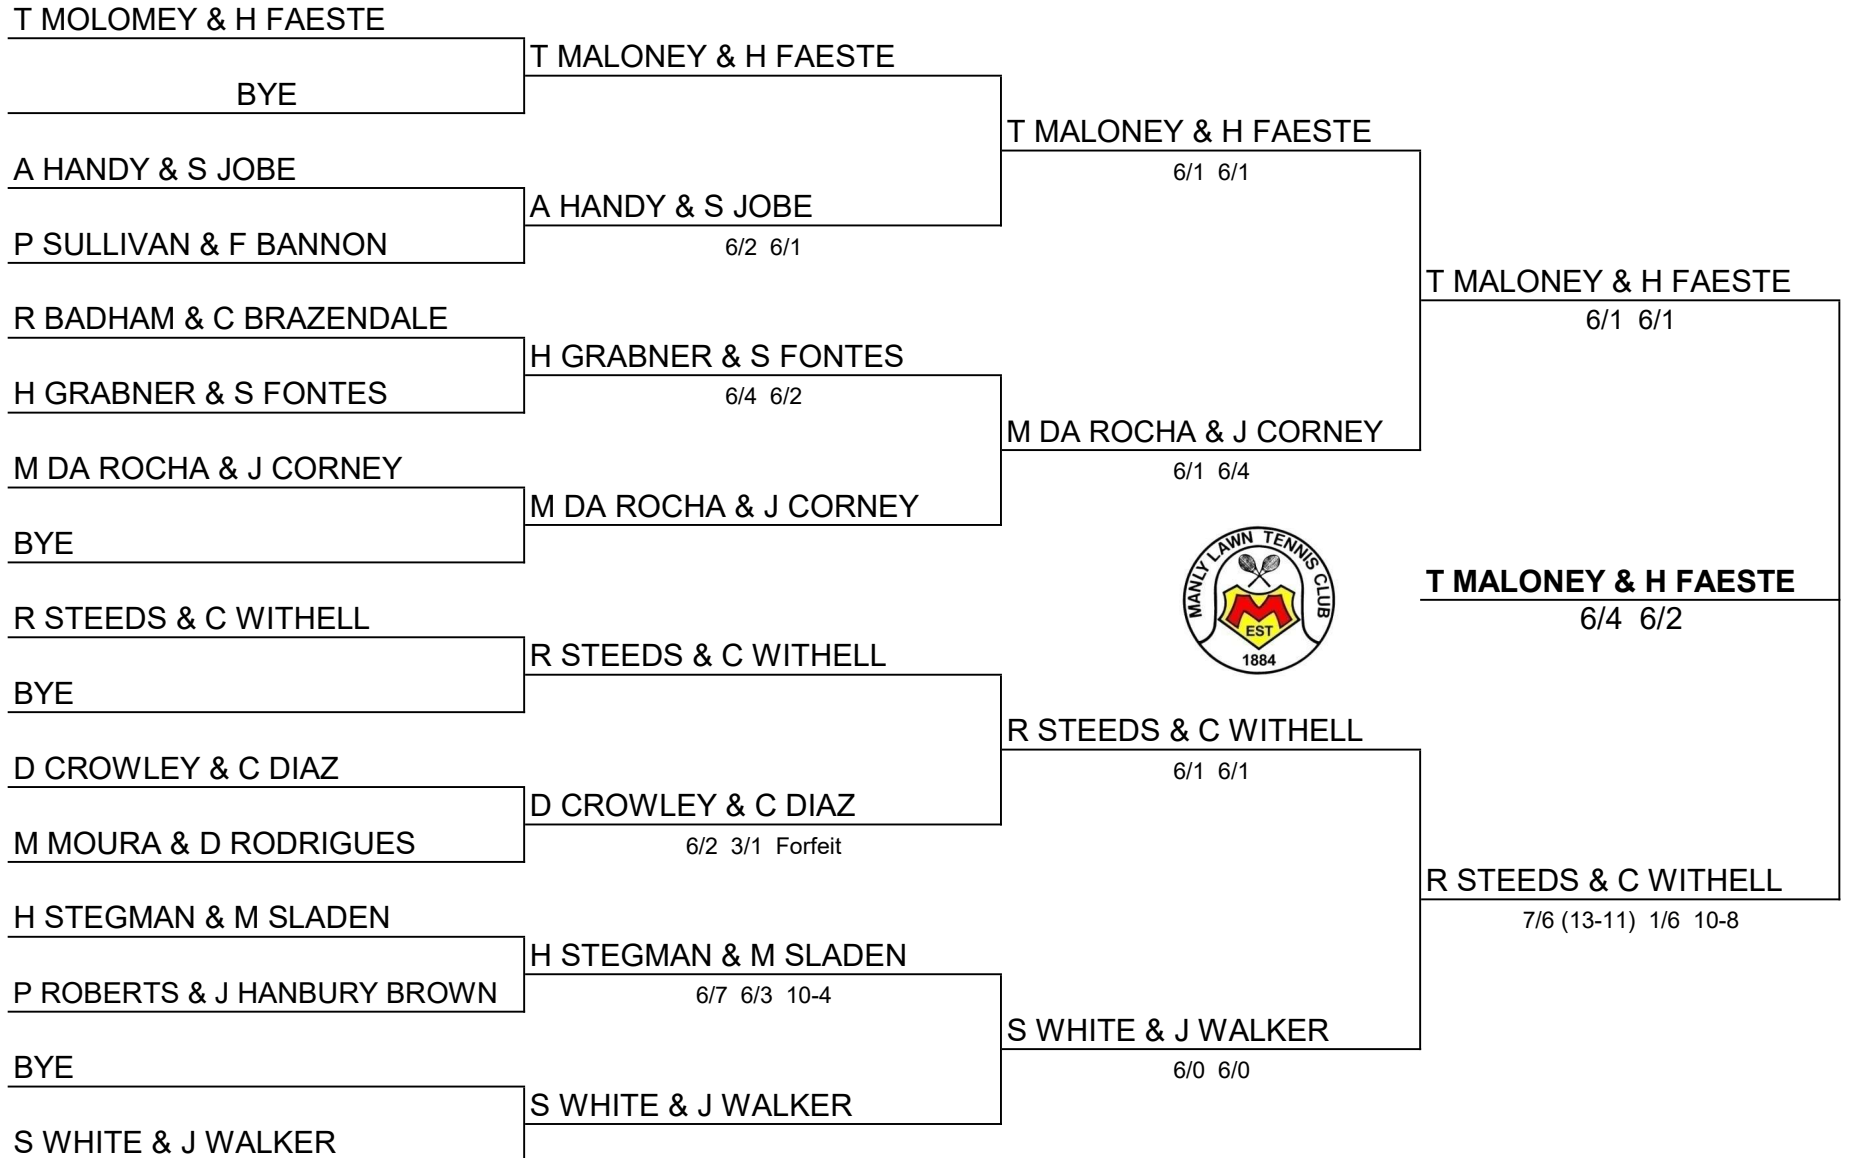 T MOLOMEY & H FAESTE
BYE
A HANDY & S JOBE
P SULLIVAN & F BANNON
R BADHAM & C BRAZENDALE
H GRABNER & S FONTES
M DA ROCHA & J CORNEY
BYE
R STEEDS & C WITHELL
BYE
D CROWLEY & C DIAZ
M MOURA & D RODRIGUES
H STEGMAN & M SLADEN
P ROBERTS & J HANBURY BROWN
BYE
S WHITE & J WALKER
T MALONEY & H FAESTE
A HANDY & S JOBE
6/2 6/1
H GRABNER & S FONTES
6/4 6/2
M DA ROCHA & J CORNEY
R STEEDS & C WITHELL
D CROWLEY & C DIAZ
6/2 3/1 Forfeit
H STEGMAN & M SLADEN
6/7 6/3 10-4
S WHITE & J WALKER
T MALONEY & H FAESTE
6/1 6/1
M DA ROCHA & J CORNEY
6/1 6/4
MANLY LAWN TENNIS CLUB
M
EST
1884
R STEEDS & C WITHELL
6/1 6/1
S WHITE & J WALKER
6/0 6/0
T MALONEY & H FAESTE
6/1 6/1
T MALONEY & H FAESTE
6/4 6/2
R STEEDS & C WITHELL
7/6 (13-11) 1/6 10-8